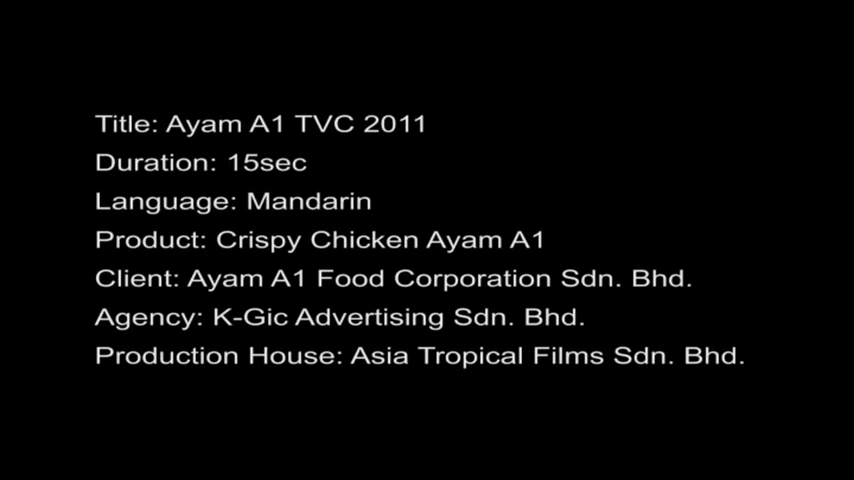 Title: Ayam A1 TVC 2011
Duration: 15sec
Language: Mandarin
Product: Crispy Chicken Ayam A1
Client: Ayam A1 Food Corporation Sdn. Bhd.
Agency: K-Gic Advertising Sdn. Bhd.
Production House: Asia Tropical Films Sdn. Bhd.